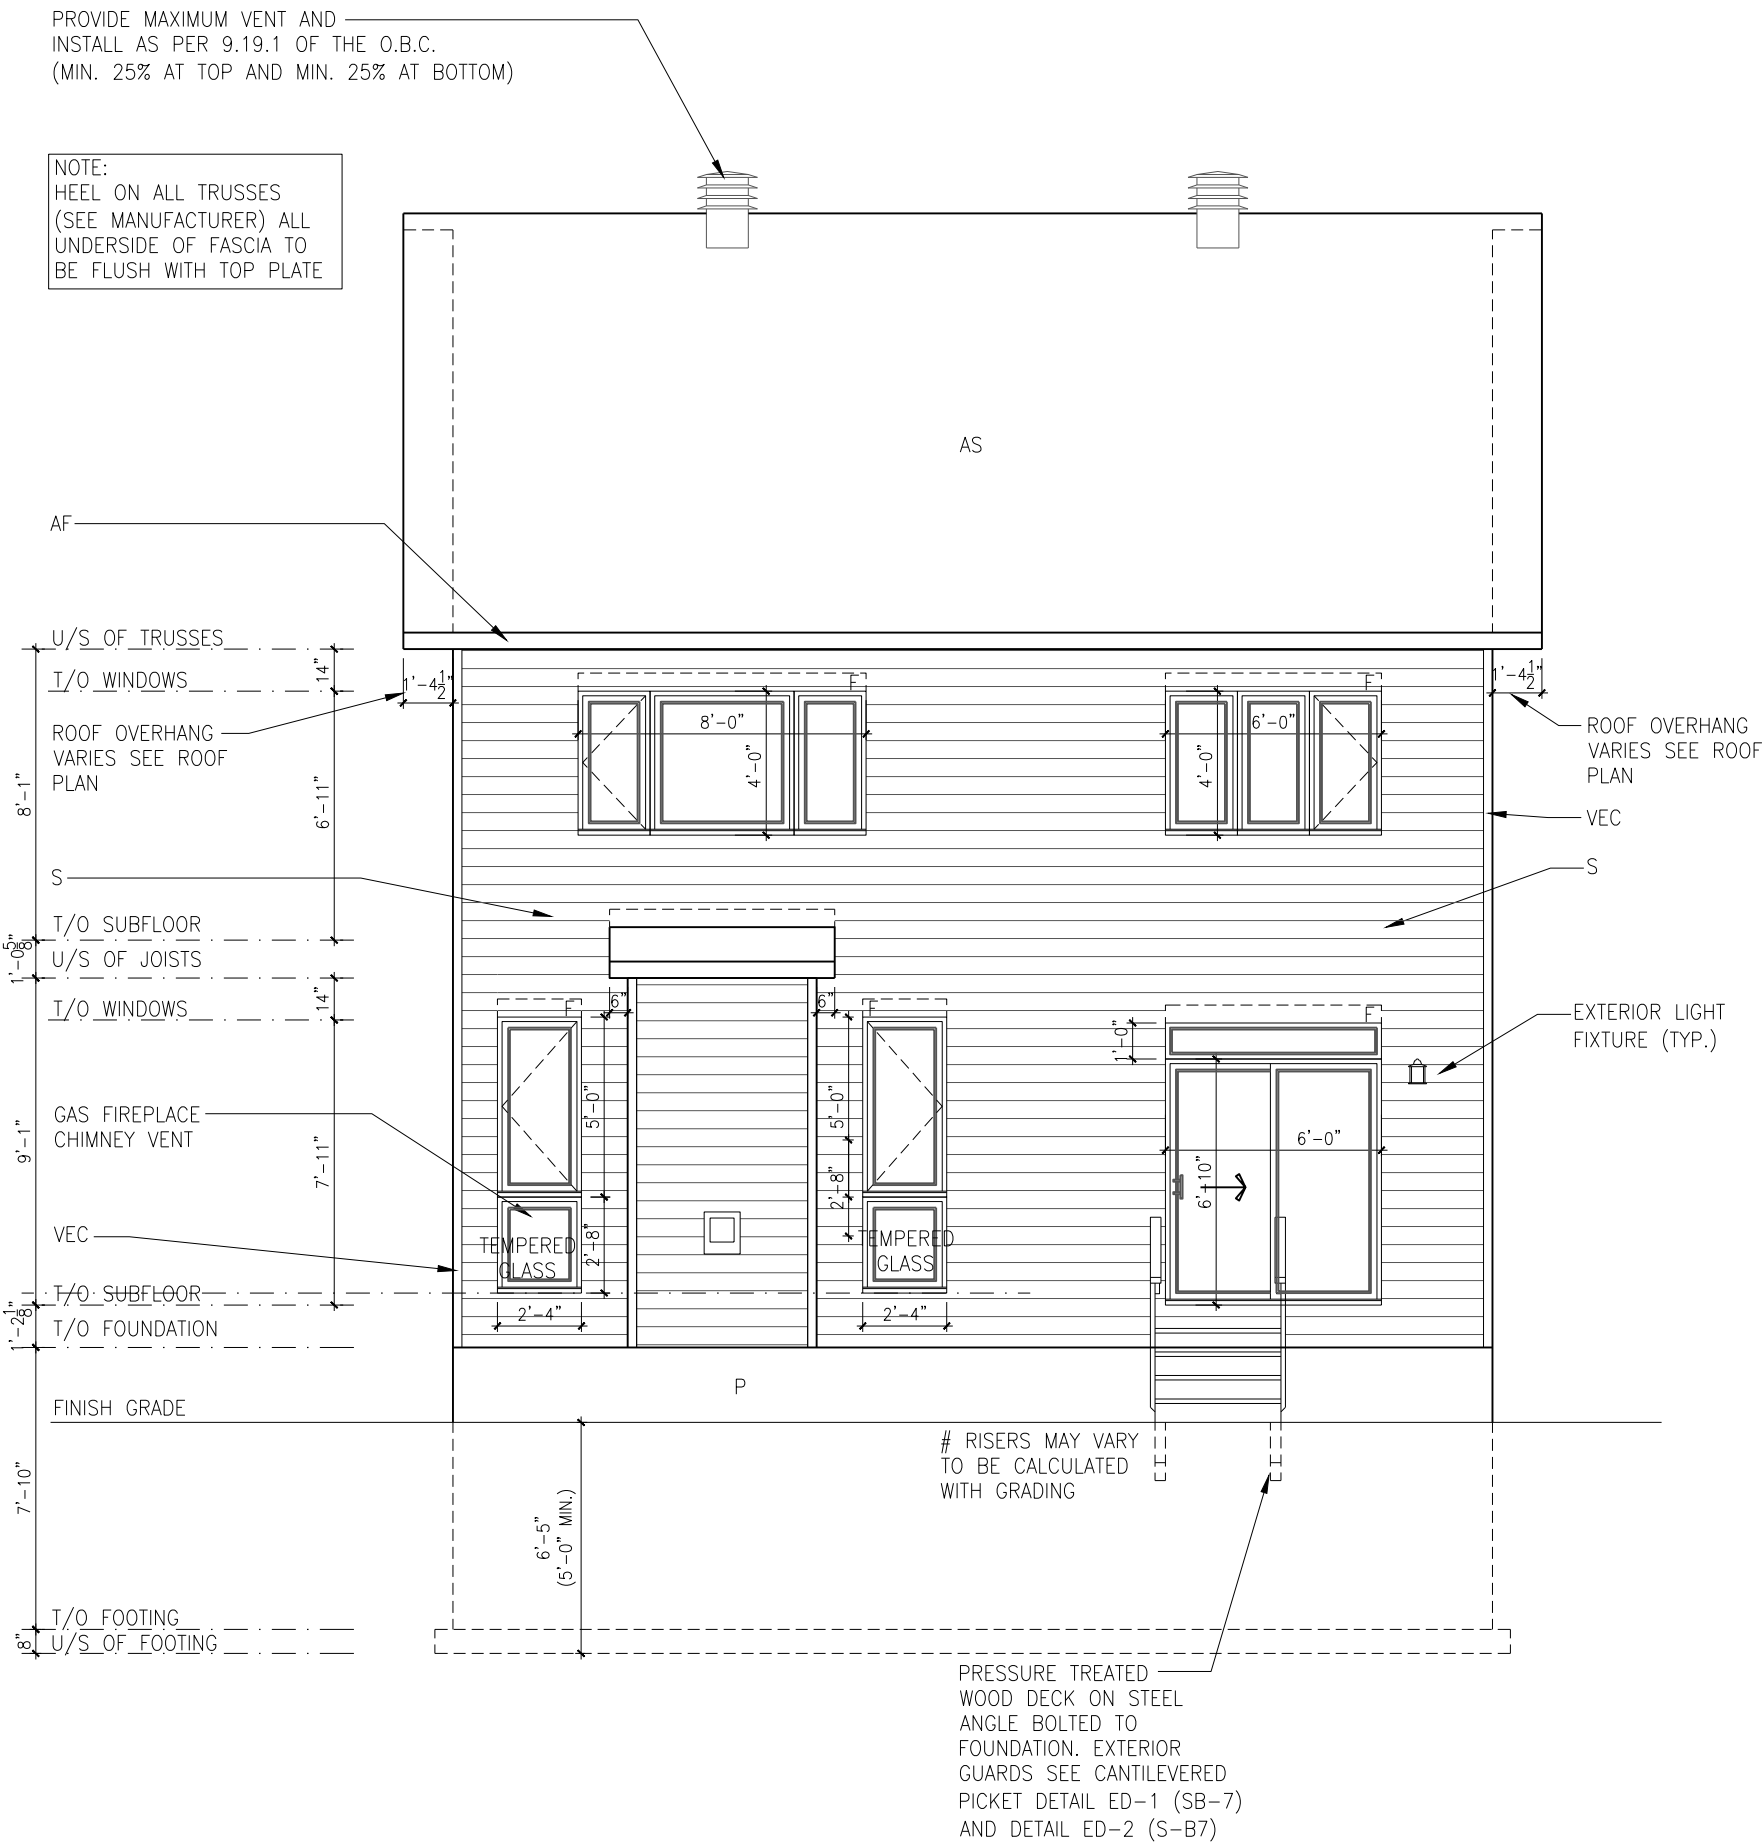 PROVIDE MAXIMUM VENT AND
INSTALL AS PER 9.19.1 OF THE O.B.C.
(MIN. 25% AT TOP AND MIN. 25% AT BOTTOM)
NOTE:
HEEL ON ALL TRUSSES
(SEE MANUFACTURER) ALL
UNDERSIDE OF FASCIA TO
BE FLUSH WITH TOP PLATE
AS
AF
U/S OF TRUSSES
14"
T/O WINDOWS
1'-4½"
1'-4½"
F
F
ROOF OVERHANG
VARIES SEE ROOF
PLAN
ROOF OVERHANG
VARIES SEE ROOF
PLAN
8'-0"
4'-0"
6'-0"
4'-0"
8'-1"
6'-11"
VEC
S
S
T/O SUBFLOOR
1'-0⅝"
U/S OF JOISTS
14"
T/O WINDOWS
F
6"
6"
F
F
1'-0"
EXTERIOR LIGHT
FIXTURE (TYP.)
GAS FIREPLACE
CHIMNEY VENT
9'-1"
7'-11"
5'-0"
5'-0"
6'-0"
6'-10"
2'-8"
2'-8"
VEC
TEMPERED
GLASS
TEMPERED
GLASS
T/O SUBFLOOR
2'-4"
2'-4"
1'-2⅛"
T/O FOUNDATION
P
FINISH GRADE
# RISERS MAY VARY
TO BE CALCULATED
WITH GRADING
7'-10"
6'-5"
(5'-0" MIN.)
T/O FOOTING
8"
U/S OF FOOTING
PRESSURE TREATED
WOOD DECK ON STEEL
ANGLE BOLTED TO
FOUNDATION. EXTERIOR
GUARDS SEE CANTILEVERED
PICKET DETAIL ED-1 (SB-7)
AND DETAIL ED-2 (S-B7)